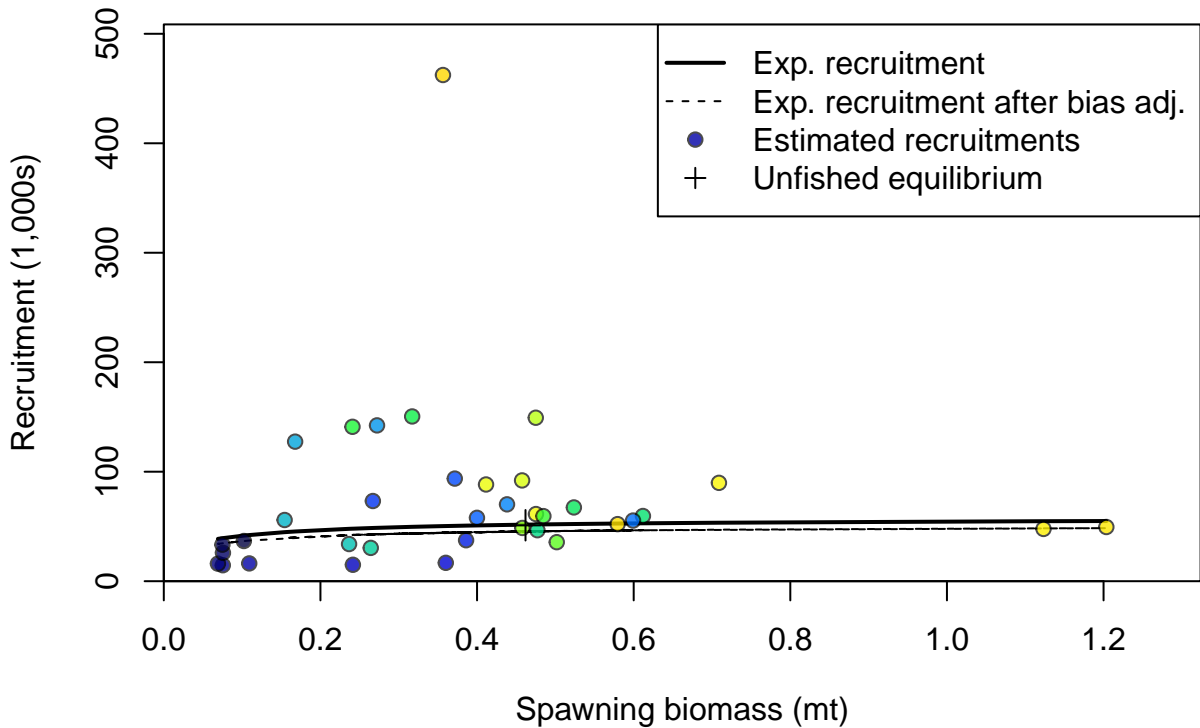 500
400
300
200
100
0
Recruitment (1,000s)
Exp. recruitment
Exp. recruitment after bias adj.
Estimated recruitments
Unfished equilibrium
0.0 0.2 0.4 0.6 0.8 1.0 1.2
Spawning biomass (mt)